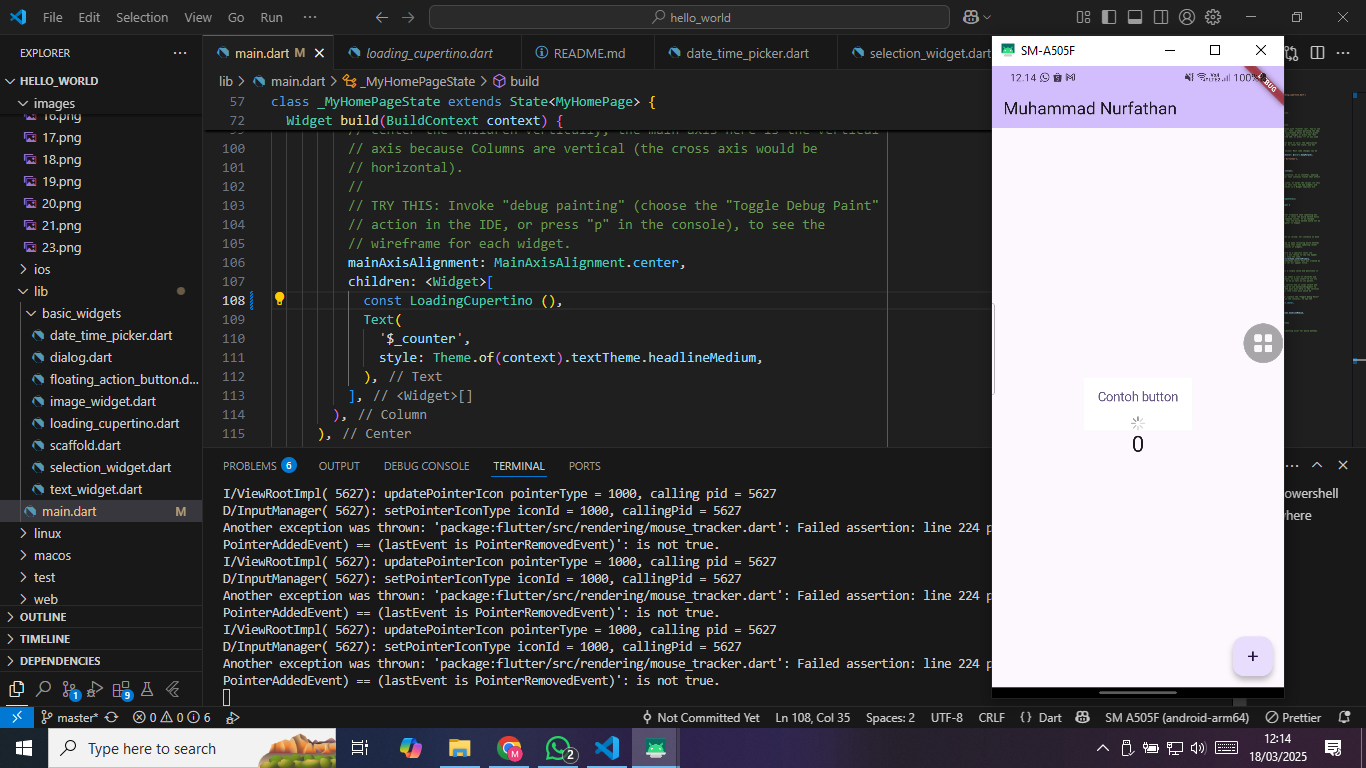 File Edit Selection View Go Run ··· hello_world
EXPLORER
HELLO_WORLD
images
17.png
18.png
19.png
20.png
21.png
23.png
ios
lib
basic_widgets
date_time_picker.dart
dialog.dart
floating_action_button.d...
image_widget.dart
loading_cupertino.dart
scaffold.dart
selection_widget.dart
text_widget.dart
main.dart M
linux
macos
test
web
OUTLINE
TIMELINE
DEPENDENCIES
main.dart M loading_cupertino.dart README.md date_time_picker.dart selection_widget.dart
lib > main.dart > _MyHomePageState > build
57 class _MyHomePageState extends State<MyHomePage> {
72 Widget build(BuildContext context) {
100 // axis because Columns are vertical (the cross axis would be
101 // horizontal).
102 //
103 // TRY THIS: Invoke "debug painting" (choose the "Toggle Debug Paint"
104 // action in the IDE, or press "p" in the console), to see the
105 // wireframe for each widget.
106 mainAxisAlignment: MainAxisAlignment.center,
107 children: <Widget>[
108 const LoadingCupertino (),
109 Text(
110 '$_counter',
111 style: Theme.of(context).textTheme.headlineMedium,
112 ), // Text
113 ], // <Widget>[]
114 ), // Column
115 ), // Center
PROBLEMS 6 OUTPUT DEBUG CONSOLE TERMINAL PORTS
I/ViewRootImpl( 5627): updatePointerIcon pointerType = 1000, calling pid = 5627
D/InputManager( 5627): setPointerIconType iconId = 1000, callingPid = 5627
Another exception was thrown: 'package:flutter/src/rendering/mouse_tracker.dart': Failed assertion: line 224 p
PointerAddedEvent) == (lastEvent is PointerRemovedEvent)': is not true.
I/ViewRootImpl( 5627): updatePointerIcon pointerType = 1000, calling pid = 5627
D/InputManager( 5627): setPointerIconType iconId = 1000, callingPid = 5627
Another exception was thrown: 'package:flutter/src/rendering/mouse_tracker.dart': Failed assertion: line 224 p
PointerAddedEvent) == (lastEvent is PointerRemovedEvent)': is not true.
I/ViewRootImpl( 5627): updatePointerIcon pointerType = 1000, calling pid = 5627
D/InputManager( 5627): setPointerIconType iconId = 1000, callingPid = 5627
Another exception was thrown: 'package:flutter/src/rendering/mouse_tracker.dart': Failed assertion: line 224 p
PointerAddedEvent) == (lastEvent is PointerRemovedEvent)': is not true.
owershell
here
SM-A505F
12.14 100%
Muhammad Nurfathan
Contoh button
0
+
1 9
master* 0 0 6 Not Committed Yet Ln 108, Col 35 Spaces: 2 UTF-8 CRLF {} Dart SM A505F (android-arm64) Prettier
Type here to search 2 12:14
18/03/2025